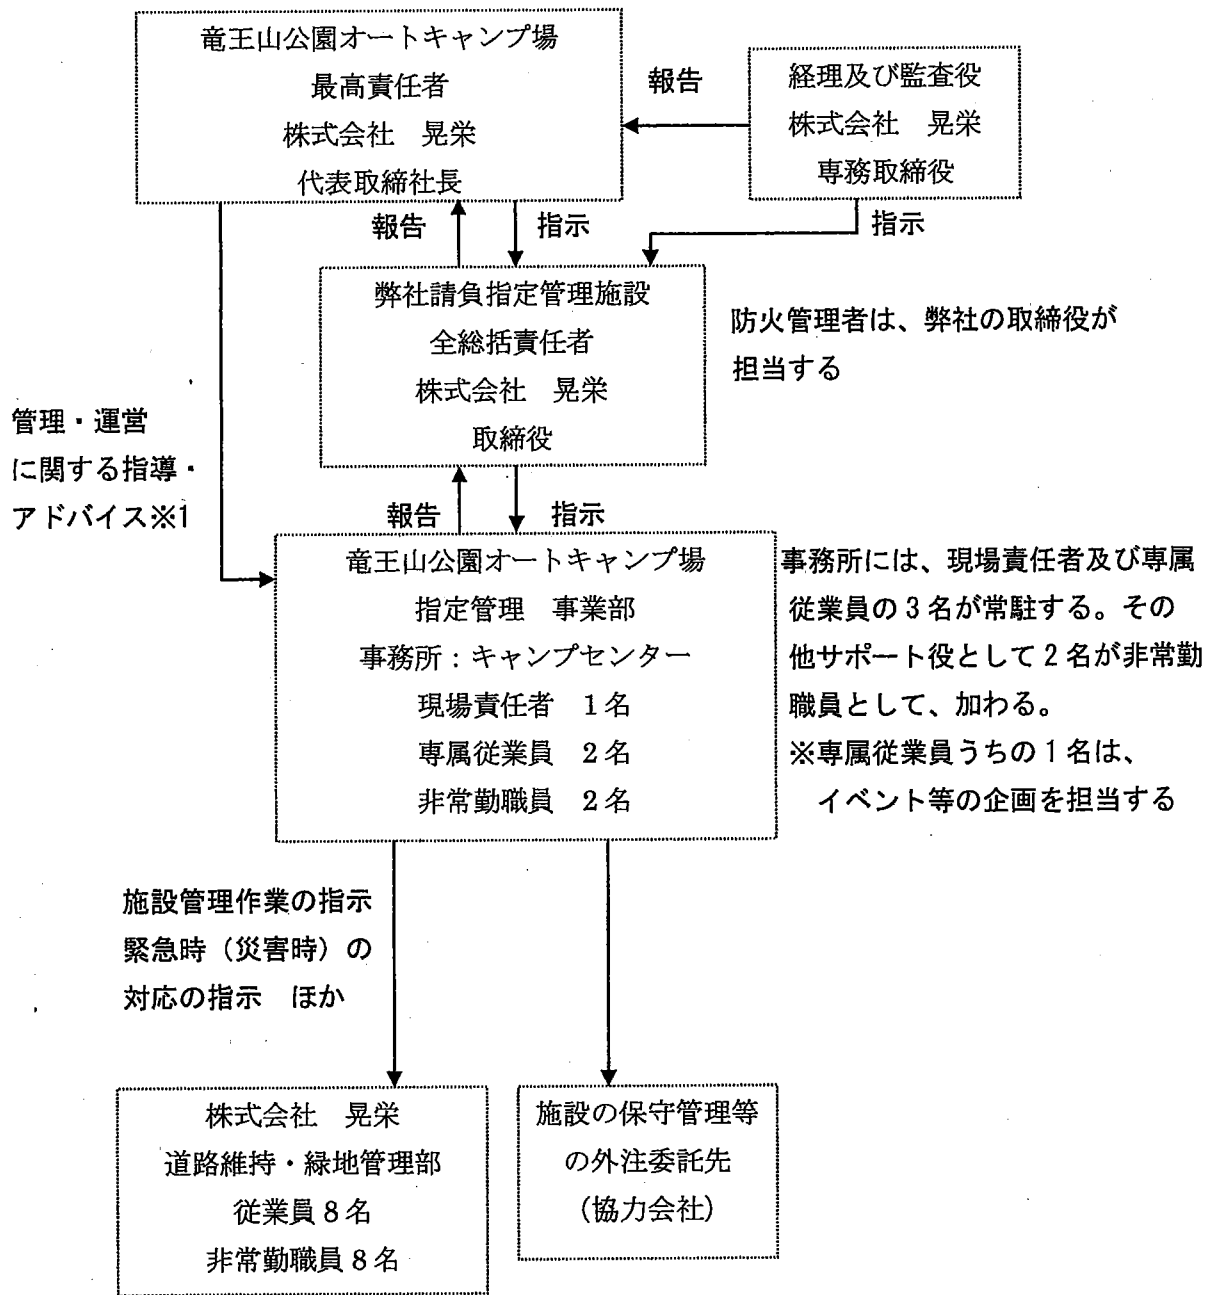 竜王山公園オートキャンプ場
最高責任者
株式会社　晃栄
代表取締社長
報告
経理及び監査役
株式会社　晃栄
専務取締役
報告
指示
指示
弊社請負指定管理施設
全総括責任者
株式会社　晃栄
取締役
防火管理者は、弊社の取締役が
担当する
管理・運営
に関する指導・
アドバイス※1
報告
指示
竜王山公園オートキャンプ場
指定管理　事業部
事務所：キャンプセンター
現場責任者　1名
専属従業員　2名
非常勤職員　2名
事務所には、現場責任者及び専属
従業員の3名が常駐する。その
他サポート役として2名が非常勤
職員として、加わる。
※専属従業員うちの1名は、
イベント等の企画を担当する
施設管理作業の指示
緊急時（災害時）の
対応の指示　ほか
株式会社　晃栄
道路維持・緑地管理部
従業員8名
非常勤職員8名
施設の保守管理等
の外注委託先
（協力会社）